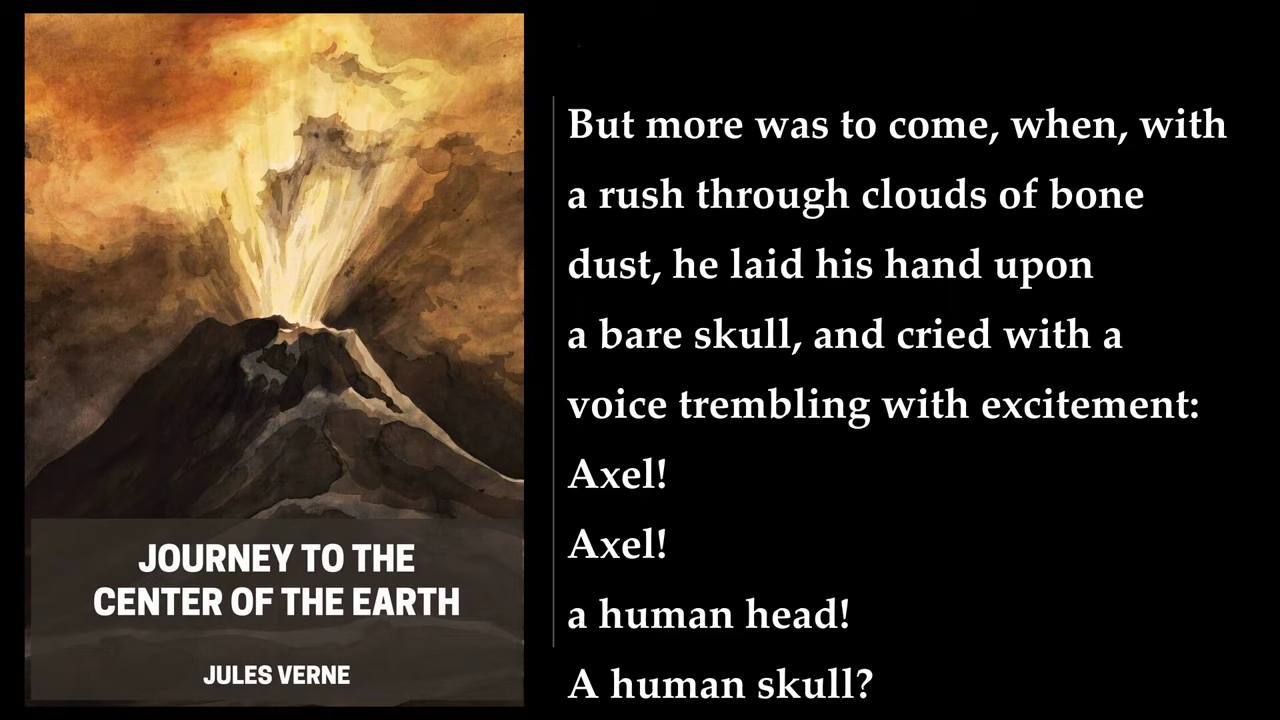 JOURNEY TO THE
CENTER OF THE EARTH
JULES VERNE
But more was to come, when, with
a rush through clouds of bone
dust, he laid his hand upon
a bare skull, and cried with a
voice trembling with excitement:
Axel!
Axel!
a human head!
A human skull?